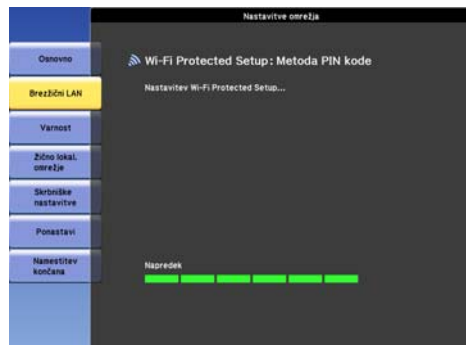 Nastavitve omrežja
Osnovno
Brezžični LAN
Varnost
Žično lokal.
omrežje
Skrbniške
nastavitve
Ponastavi
Namestitev
končana
Wi-Fi Protected Setup: Metoda PIN kode
Nastavitev Wi-Fi Protected Setup...
Napredek